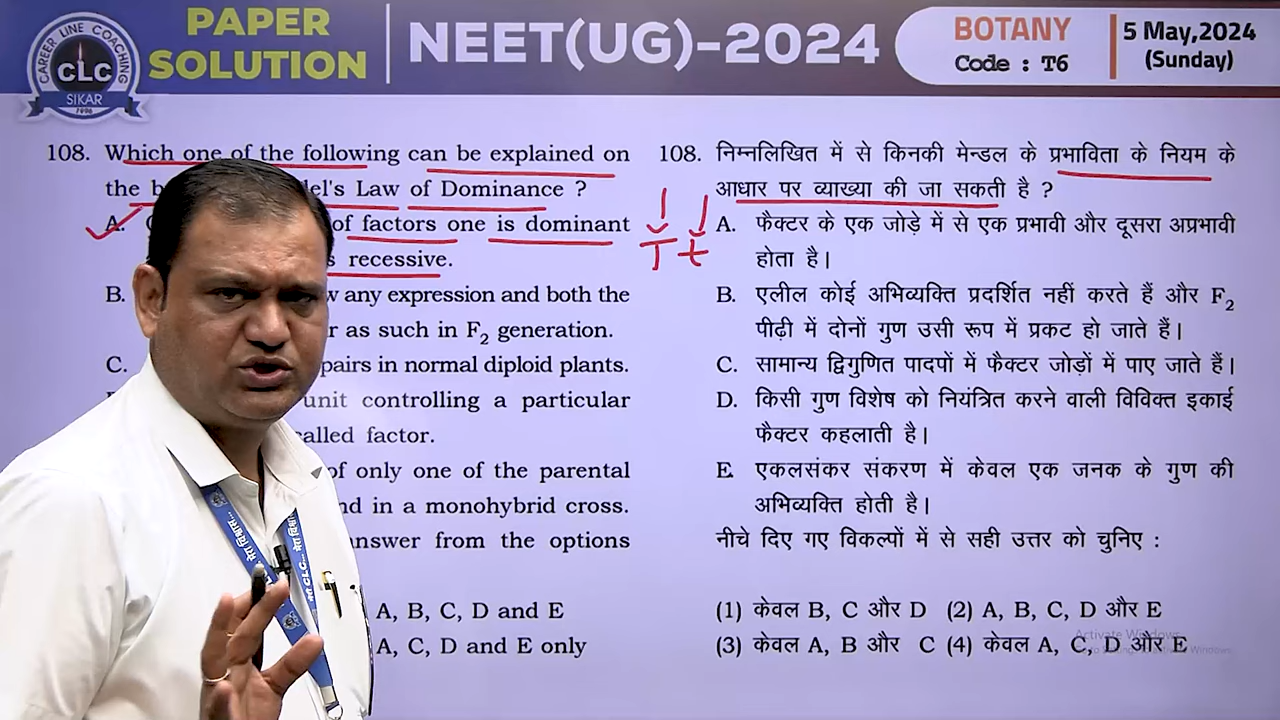 CAREER LINE COACHING
CLC
SIKAR
1996
PAPER
SOLUTION
NEET(UG)-2024
BOTANY
Code : T6
5 May,2024
(Sunday)
108. Which one of the following can be explained on
the lel's Law of Dominance ?
A. of factors one is dominant
recessive.
B. any expression and both the
as such in F₂ generation.
C. pairs in normal diploid plants.
unit controlling a particular
called factor.
of only one of the parental
in a monohybrid cross.
answer from the options
A, B, C, D and E
A, C, D and E only
T t
108. निम्नलिखित में से किनकी मेन्डल के प्रभाविता के नियम के
आधार पर व्याख्या की जा सकती है ?
A. फैक्टर के एक जोड़े में से एक प्रभावी और दूसरा अप्रभावी
होता है।
B. एलील कोई अभिव्यक्ति प्रदर्शित नहीं करते हैं और F₂
पीढ़ी में दोनों गुण उसी रूप में प्रकट हो जाते हैं।
C. सामान्य द्विगुणित पादपों में फैक्टर जोड़ों में पाए जाते हैं।
D. किसी गुण विशेष को नियंत्रित करने वाली विविक्त इकाई
फैक्टर कहलाती है।
E. एकलसंकर संकरण में केवल एक जनक के गुण की
अभिव्यक्ति होती है।
नीचे दिए गए विकल्पों में से सही उत्तर को चुनिए :
(1) केवल B, C और D (2) A, B, C, D और E
(3) केवल A, B और C (4) केवल A, C, D और E
Activate Windows